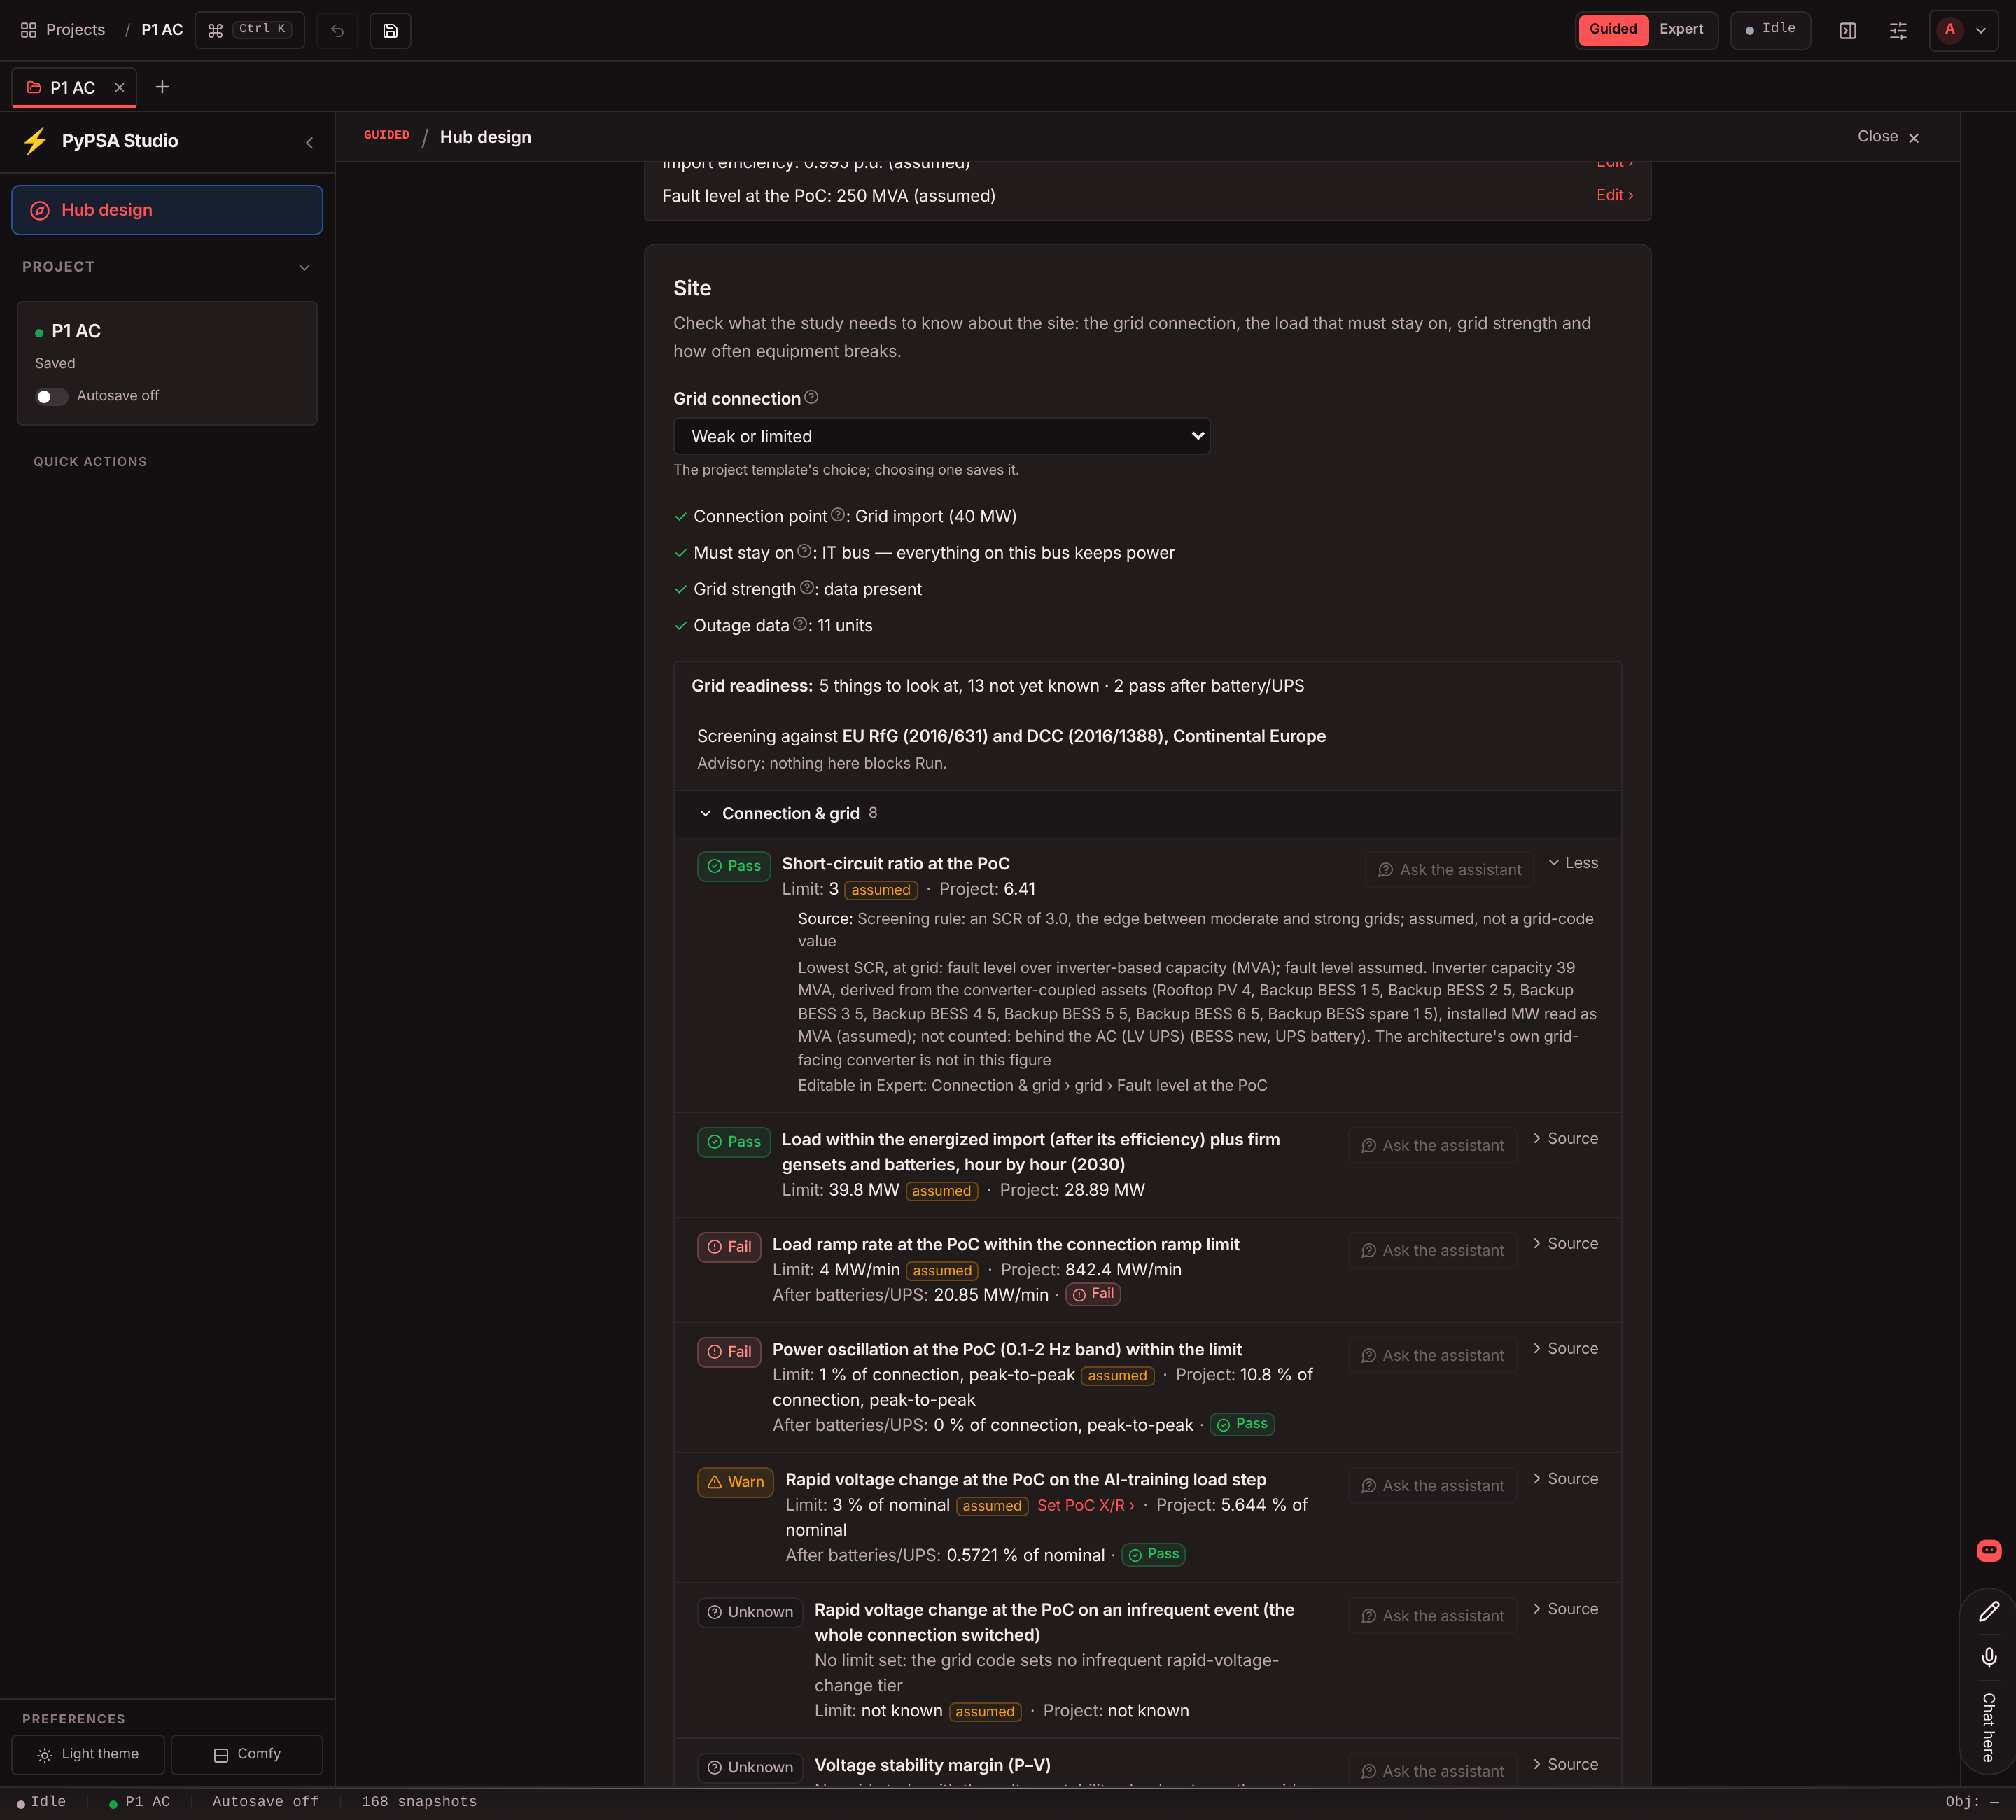 Projects / P1 AC Ctrl K Guided Expert Idle A
P1 AC
PyPSA Studio
GUIDED / Hub design Close
Hub design
PROJECT
P1 AC
Saved
Autosave off
QUICK ACTIONS
PREFERENCES
Light theme Comfy
Import efficiency: 0.995 p.u. (assumed) Edit ›
Fault level at the PoC: 250 MVA (assumed) Edit ›
Site
Check what the study needs to know about the site: the grid connection, the load that must stay on, grid strength and
how often equipment breaks.
Grid connection
Weak or limited
The project template's choice; choosing one saves it.
Connection point: Grid import (40 MW)
Must stay on: IT bus — everything on this bus keeps power
Grid strength: data present
Outage data: 11 units
Grid readiness: 5 things to look at, 13 not yet known · 2 pass after battery/UPS
Screening against EU RfG (2016/631) and DCC (2016/1388), Continental Europe
Advisory: nothing here blocks Run.
Connection & grid 8
Pass Short-circuit ratio at the PoC Ask the assistant Less
Limit: 3 assumed · Project: 6.41
Source: Screening rule: an SCR of 3.0, the edge between moderate and strong grids; assumed, not a grid-code
value
Lowest SCR, at grid: fault level over inverter-based capacity (MVA); fault level assumed. Inverter capacity 39
MVA, derived from the converter-coupled assets (Rooftop PV 4, Backup BESS 1 5, Backup BESS 2 5, Backup
BESS 3 5, Backup BESS 4 5, Backup BESS 5 5, Backup BESS 6 5, Backup BESS spare 1 5), installed MW read as
MVA (assumed); not counted: behind the AC (LV UPS) (BESS new, UPS battery). The architecture's own grid-
facing converter is not in this figure
Editable in Expert: Connection & grid › grid › Fault level at the PoC
Pass Load within the energized import (after its efficiency) plus firm Ask the assistant Source
gensets and batteries, hour by hour (2030)
Limit: 39.8 MW assumed · Project: 28.89 MW
Fail Load ramp rate at the PoC within the connection ramp limit Ask the assistant Source
Limit: 4 MW/min assumed · Project: 842.4 MW/min
After batteries/UPS: 20.85 MW/min · Fail
Fail Power oscillation at the PoC (0.1-2 Hz band) within the limit Ask the assistant Source
Limit: 1 % of connection, peak-to-peak assumed · Project: 10.8 % of
connection, peak-to-peak
After batteries/UPS: 0 % of connection, peak-to-peak · Pass
Warn Rapid voltage change at the PoC on the AI-training load step Ask the assistant Source
Limit: 3 % of nominal assumed Set PoC X/R › · Project: 5.644 % of
nominal
After batteries/UPS: 0.5721 % of nominal · Pass
Unknown Rapid voltage change at the PoC on an infrequent event (the Ask the assistant Source
whole connection switched)
No limit set: the grid code sets no infrequent rapid-voltage-
change tier
Limit: not known assumed · Project: not known
Unknown Voltage stability margin (P–V) Ask the assistant Source
Chat here
Idle P1 AC Autosave off 168 snapshots Obj: —